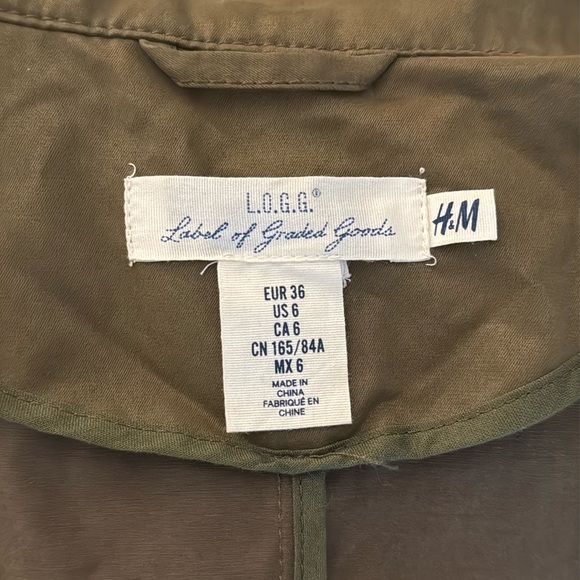 L.O.G.G.®
Label of Graded Goods
H&M
EUR 36
US 6
CA 6
CN 165/84A
MX 6
MADE IN
CHINA
FABRIQUÉ EN
CHINE